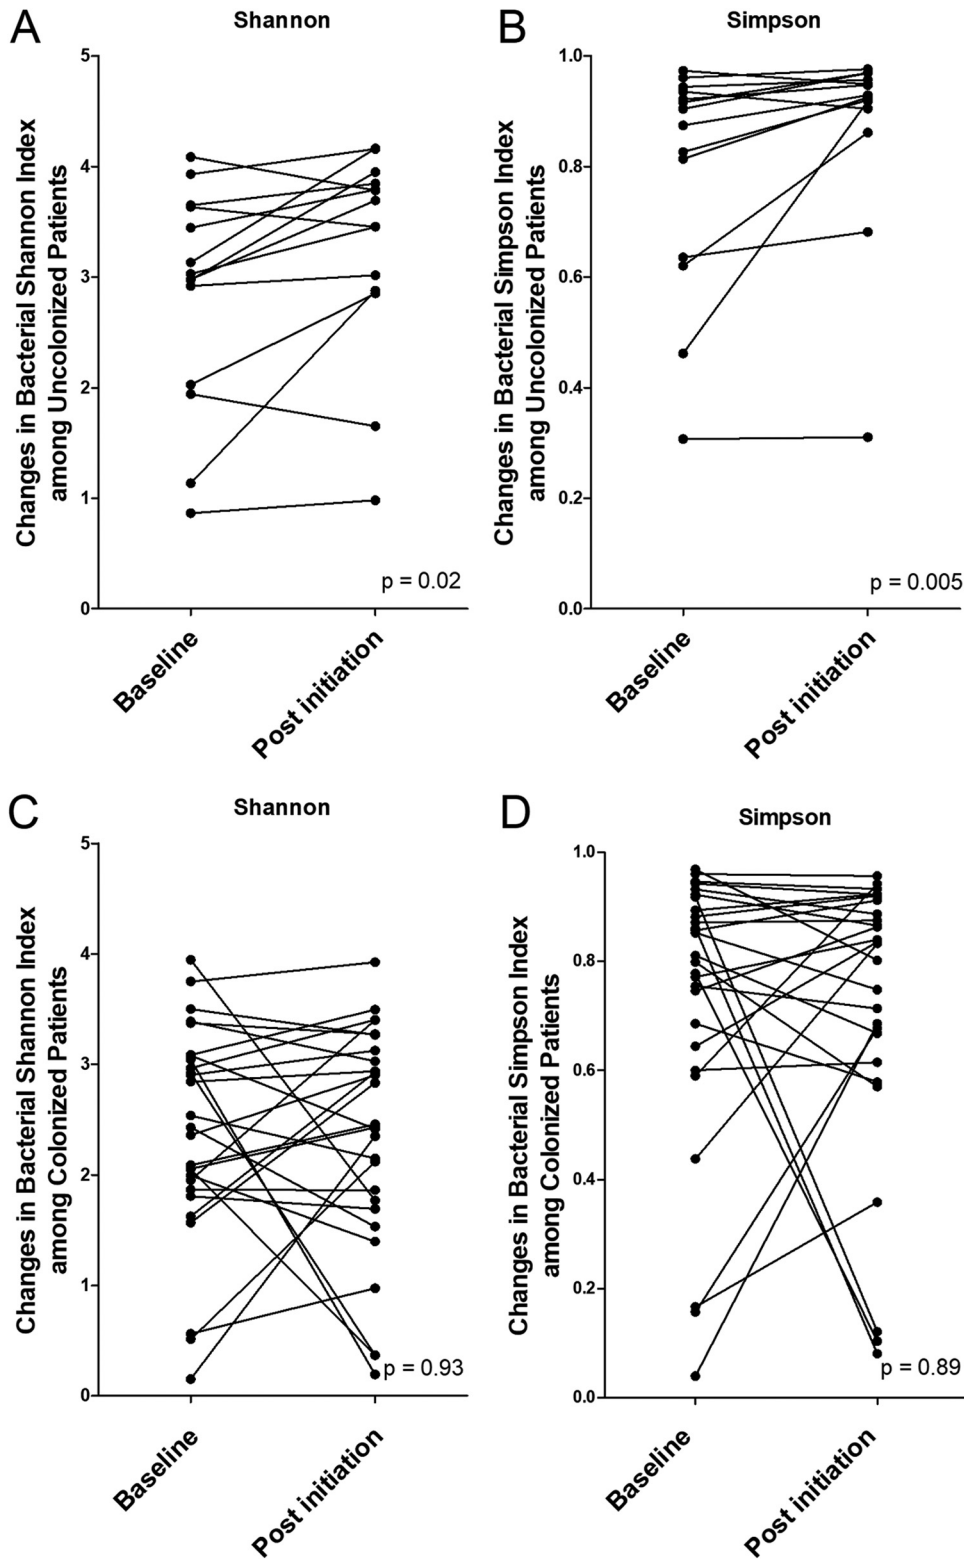 A
Shannon
Changes in Bacterial Shannon Index
among Uncolonized Patients
5
4
3
2
1
0
p = 0.02
Baseline
Post initiation
B
Simpson
Changes in Bacterial Simpson Index
among Uncolonized Patients
1.0
0.8
0.6
0.4
0.2
0.0
p = 0.005
Baseline
Post initiation
C
Shannon
Changes in Bacterial Shannon Index
among Colonized Patients
5
4
3
2
1
0
p = 0.93
Baseline
Post initiation
D
Simpson
Changes in Bacterial Simpson Index
among Colonized Patients
1.0
0.8
0.6
0.4
0.2
0.0
p = 0.89
Baseline
Post initiation